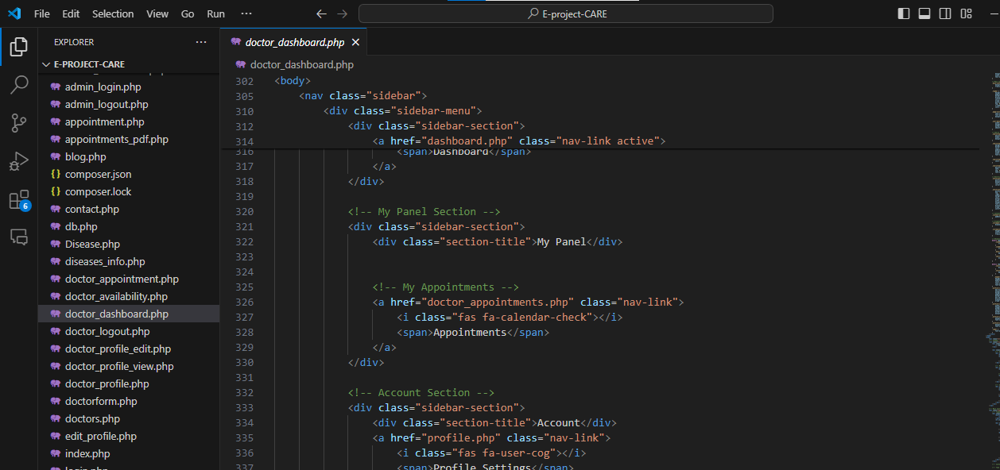 File Edit Selection View Go Run ··· E-project-CARE
EXPLORER ···
E-PROJECT-CARE
admin_login.php
admin_logout.php
appointment.php
appointments_pdf.php
blog.php
{} composer.json
{} composer.lock
contact.php
db.php
Disease.php
diseases_info.php
doctor_appointment.php
doctor_availability.php
doctor_dashboard.php
doctor_logout.php
doctor_profile_edit.php
doctor_profile_view.php
doctor_profile.php
doctorform.php
doctors.php
edit_profile.php
index.php
login.php
6
doctor_dashboard.php ×
doctor_dashboard.php
302 <body>
305 <nav class="sidebar">
310 <div class="sidebar-menu">
312 <div class="sidebar-section">
314 <a href="dashboard.php" class="nav-link active">
316 <span>Dashboard</span>
317 </a>
318 </div>
319
320 <!-- My Panel Section -->
321 <div class="sidebar-section">
322 <div class="section-title">My Panel</div>
323
324
325 <!-- My Appointments -->
326 <a href="doctor_appointments.php" class="nav-link">
327 <i class="fas fa-calendar-check"></i>
328 <span>Appointments</span>
329 </a>
330 </div>
331
332 <!-- Account Section -->
333 <div class="sidebar-section">
334 <div class="section-title">Account</div>
335 <a href="profile.php" class="nav-link">
336 <i class="fas fa-user-cog"></i>
337 <span>Profile Settings</span>